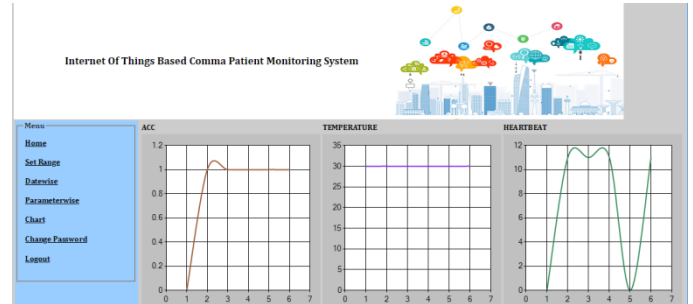 Internet Of Things Based Comma Patient Monitoring System
Menu
Home
Set Range
Datewise
Parameterwise
Chart
Change Password
Logout
ACC
1.2
1
0.8
0.6
0.4
0.2
0
0 1 2 3 4 5 6 7
TEMPERATURE
35
30
25
20
15
10
5
0
0 1 2 3 4 5 6 7
HEARTBEAT
12
10
8
6
4
2
0
0 1 2 3 4 5 6 7